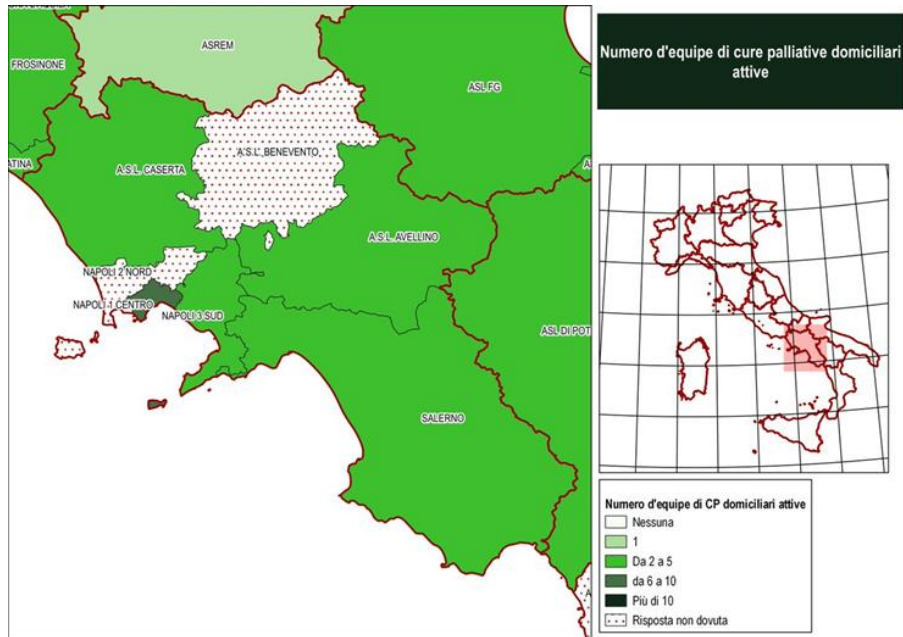 ASREM
FROSINONE
ASL FG
A.S.L. BENEVENTO
ATINA
A.S.L. CASERTA
A.S.L. AVELLINO
NAPOLI 2 NORD
NAPOLI 1 CENTRO
NAPOLI 3 SUD
ASL DI POT
SALERNO
Numero d'equipe di cure palliative domiciliari
attive
Numero d'equipe di CP domiciliari attive
Nessuna
1
Da 2 a 5
da 6 a 10
Più di 10
Risposta non dovuta